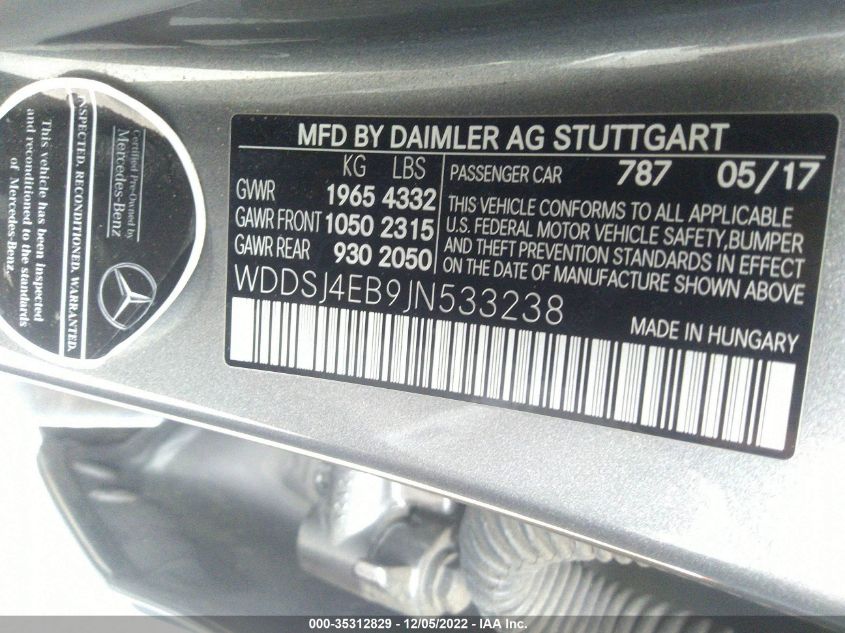 MFD BY DAIMLER AG STUTTGART
KG LBS
GVWR 1965 4332
GAWR FRONT 1050 2315
GAWR REAR 930 2050
PASSENGER CAR 787 05/17
THIS VEHICLE CONFORMS TO ALL APPLICABLE
U.S. FEDERAL MOTOR VEHICLE SAFETY, BUMPER
AND THEFT PREVENTION STANDARDS IN EFFECT
ON THE DATE OF MANUFACTURE SHOWN ABOVE
WDDSJ4EB9JN533238
MADE IN HUNGARY
Certified Pre-Owned by
Mercedes-Benz
INSPECTED. RECONDITIONED. WARRANTED.
This vehicle has been inspected
and reconditioned to the standards
of Mercedes-Benz.
000-35312829 - 12/05/2022 - IAA Inc.